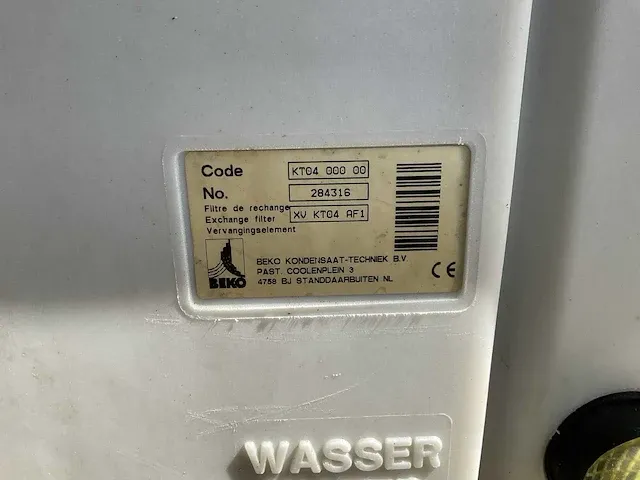 Code KT04 000 00
No. 284316
Filtre de rechange
Exchange filter XV KT04 AF1
Vervangingselement
BEKO
BEKO KONDENSAAT-TECHNIEK B.V.
PAST. COOLENPLEIN 3
4758 BJ STANDDAARBUITEN NL
CE
WASSER